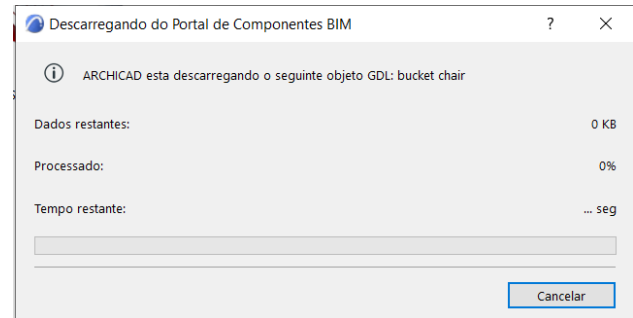 Descarregando do Portal de Componentes BIM
ARCHICAD esta descarregando o seguinte objeto GDL: bucket chair
Dados restantes: 0 KB
Processado: 0%
Tempo restante: ... seg
Cancelar